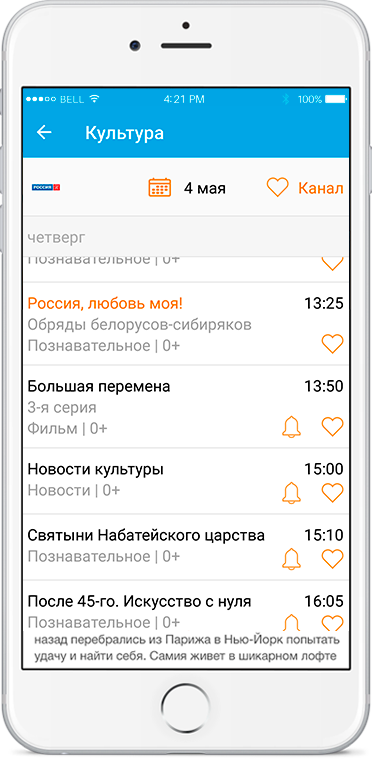 BELL 4:21 PM 100%
Культура
РОССИЯ 4 мая Канал
четверг
Познавательное | 0+
Россия, любовь моя! 13:25
Обряды белорусов-сибиряков
Познавательное | 0+
Большая перемена 13:50
3-я серия
Фильм | 0+
Новости культуры 15:00
Новости | 0+
Святыни Набатейского царства 15:10
Познавательное | 0+
После 45-го. Искусство с нуля 16:05
Познавательное | 0+
назад перебрались из Парижа в Нью-Йорк попытать
удачу и найти себя. Самия живет в шикарном лофте